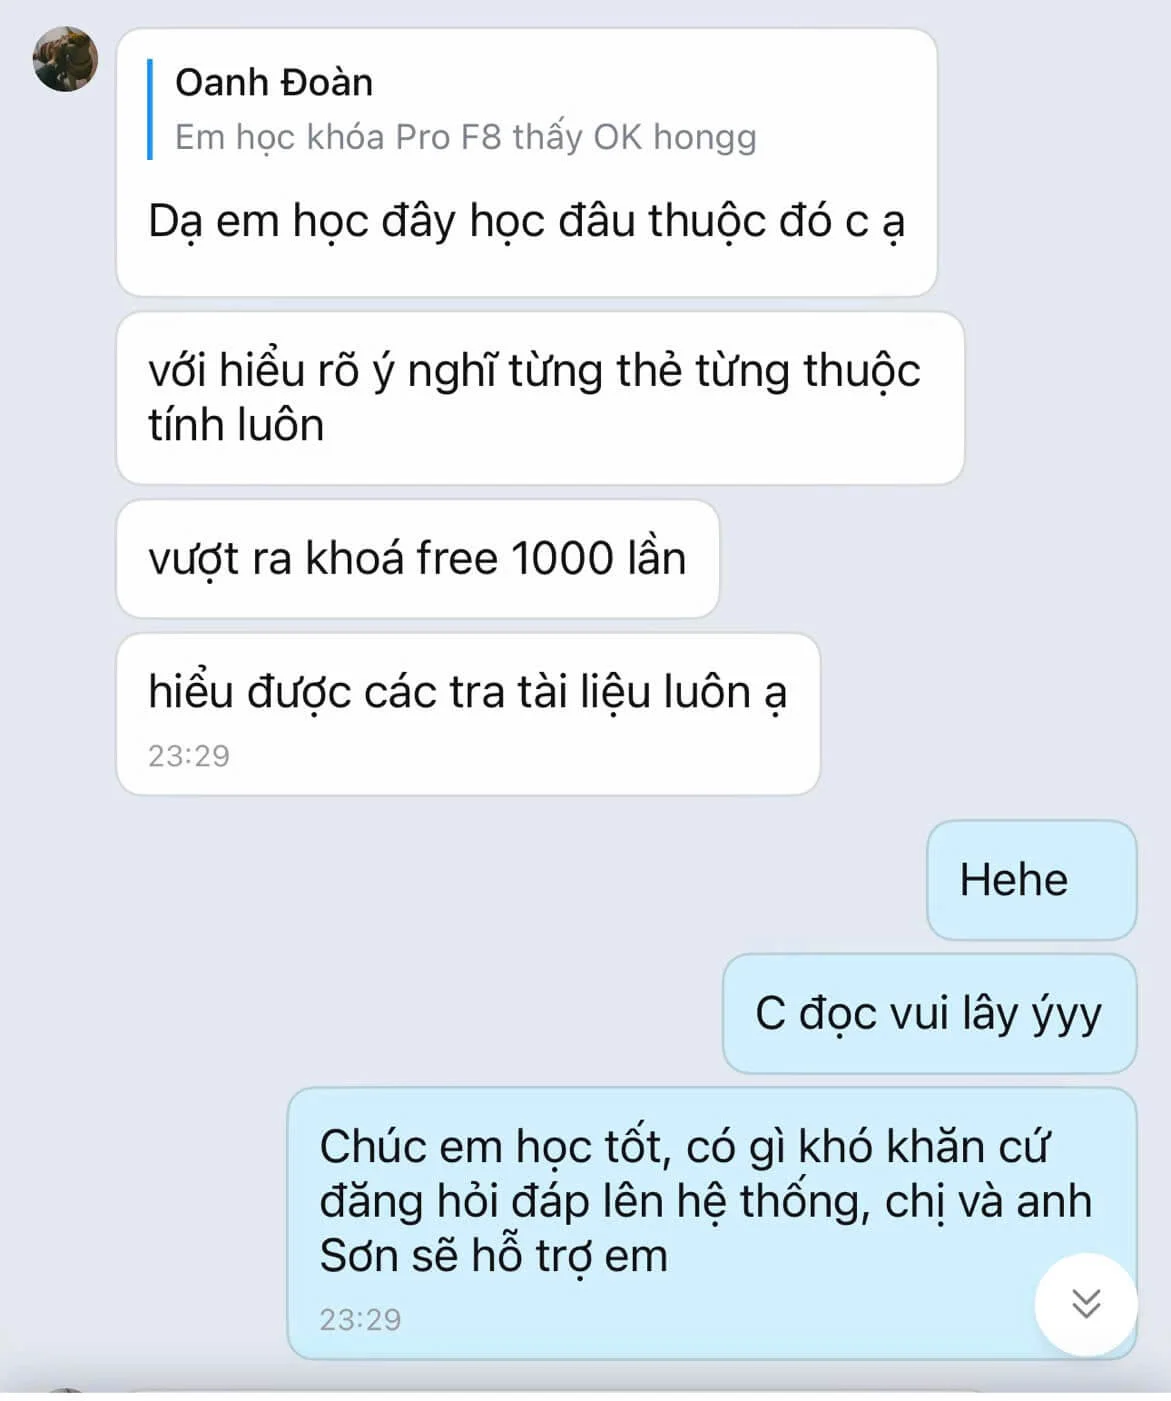 Oanh Đoàn
Em học khóa Pro F8 thấy OK hongg
Dạ em học đây học đâu thuộc đó c ạ
với hiểu rõ ý nghĩ từng thẻ từng thuộc
tính luôn
vượt ra khoá free 1000 lần
hiểu được các tra tài liệu luôn ạ
23:29
Hehe
C đọc vui lây ýyy
Chúc em học tốt, có gì khó khăn cứ
đăng hỏi đáp lên hệ thống, chị và anh
Sơn sẽ hỗ trợ em
23:29